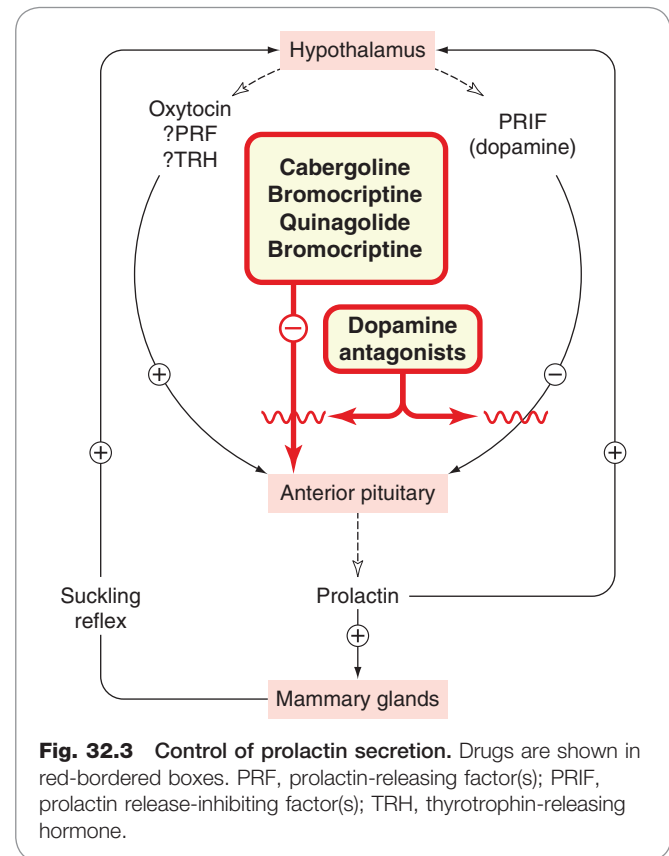 Hypothalamus
Oxytocin
?PRF
?TRH
PRIF
(dopamine)
Cabergoline
Bromocriptine
Quinagolide
Bromocriptine
−
Dopamine
antagonists
+
−
+
+
Anterior pituitary
Suckling
reflex
Prolactin
+
Mammary glands
Fig. 32.3 Control of prolactin secretion. Drugs are shown in
red-bordered boxes. PRF, prolactin-releasing factor(s); PRIF,
prolactin release-inhibiting factor(s); TRH, thyrotrophin-releasing
hormone.